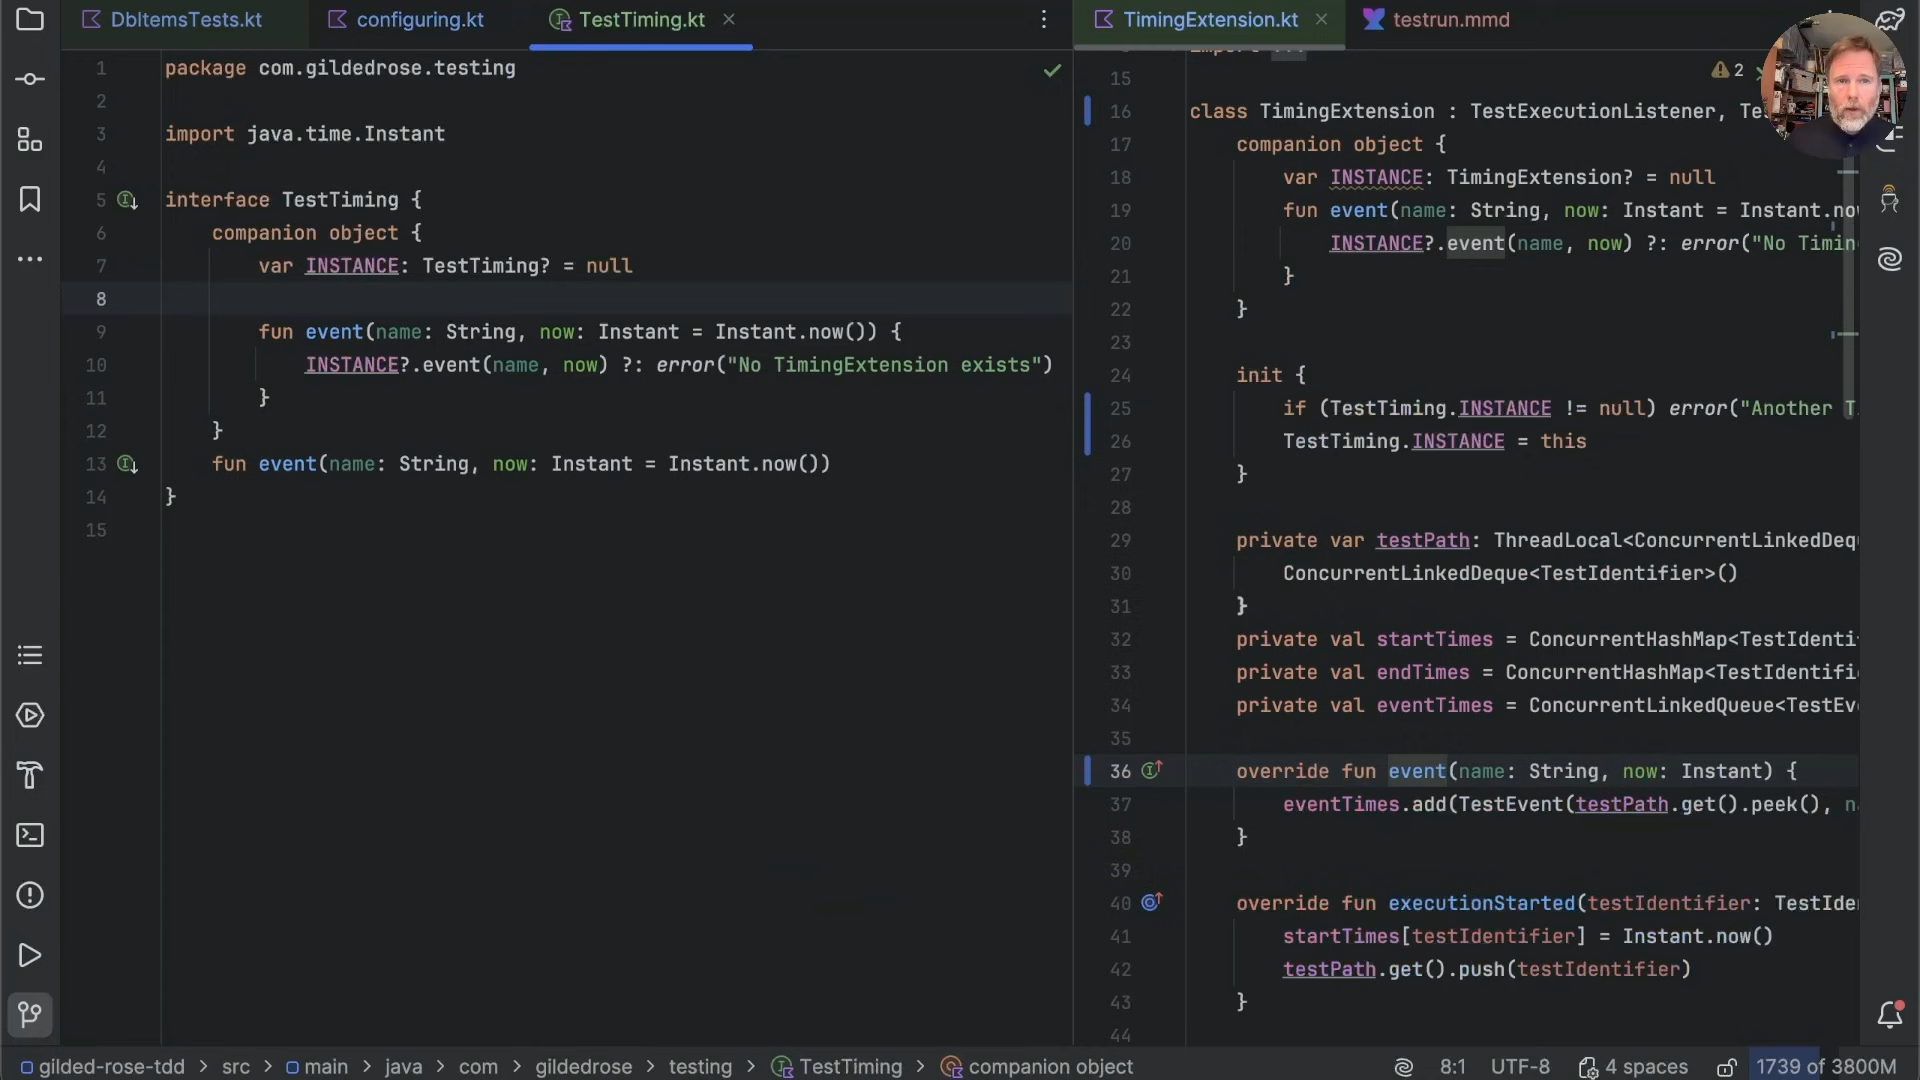 DbItemsTests.kt
configuring.kt
TestTiming.kt
TimingExtension.kt
testrun.mmd
1 package com.gildedrose.testing
2
3 import java.time.Instant
4
5 interface TestTiming {
6 companion object {
7 var INSTANCE: TestTiming? = null
8
9 fun event(name: String, now: Instant = Instant.now()) {
10 INSTANCE?.event(name, now) ?: error("No TimingExtension exists")
11 }
12 }
13 fun event(name: String, now: Instant = Instant.now())
14 }
15
2
15
16 class TimingExtension : TestExecutionListener, Te
17 companion object {
18 var INSTANCE: TimingExtension? = null
19 fun event(name: String, now: Instant = Instant.now
20 INSTANCE?.event(name, now) ?: error("No Timin
21 }
22 }
23
24 init {
25 if (TestTiming.INSTANCE != null) error("Another T
26 TestTiming.INSTANCE = this
27 }
28
29 private var testPath: ThreadLocal<ConcurrentLinkedDeq
30 ConcurrentLinkedDeque<TestIdentifier>()
31 }
32 private val startTimes = ConcurrentHashMap<TestIdenti
33 private val endTimes = ConcurrentHashMap<TestIdentifi
34 private val eventTimes = ConcurrentLinkedQueue<TestEv
35
36 override fun event(name: String, now: Instant) {
37 eventTimes.add(TestEvent(testPath.get().peek(), n
38 }
39
40 override fun executionStarted(testIdentifier: TestIde
41 startTimes[testIdentifier] = Instant.now()
42 testPath.get().push(testIdentifier)
43 }
44
gilded-rose-tdd > src > main > java > com > gildedrose > testing > TestTiming > companion object
8:1 UTF-8 4 spaces 1739 of 3800M